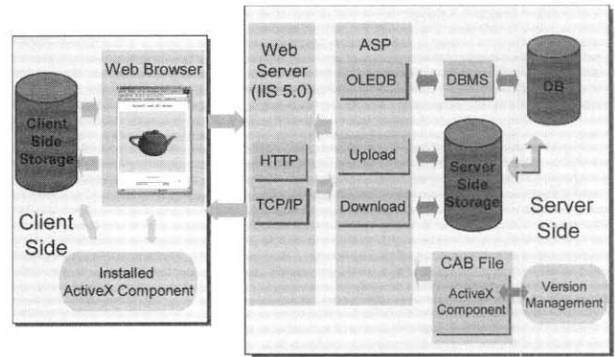 Web Browser
Client
Side
Storage
Client
Side
Installed
ActiveX Component
Web
Server
(IIS 5.0)
HTTP
TCP/IP
ASP
OLEDB
DBMS
DB
Upload
Download
Server
Side
Storage
Server
Side
CAB File
ActiveX
Component
Version
Management